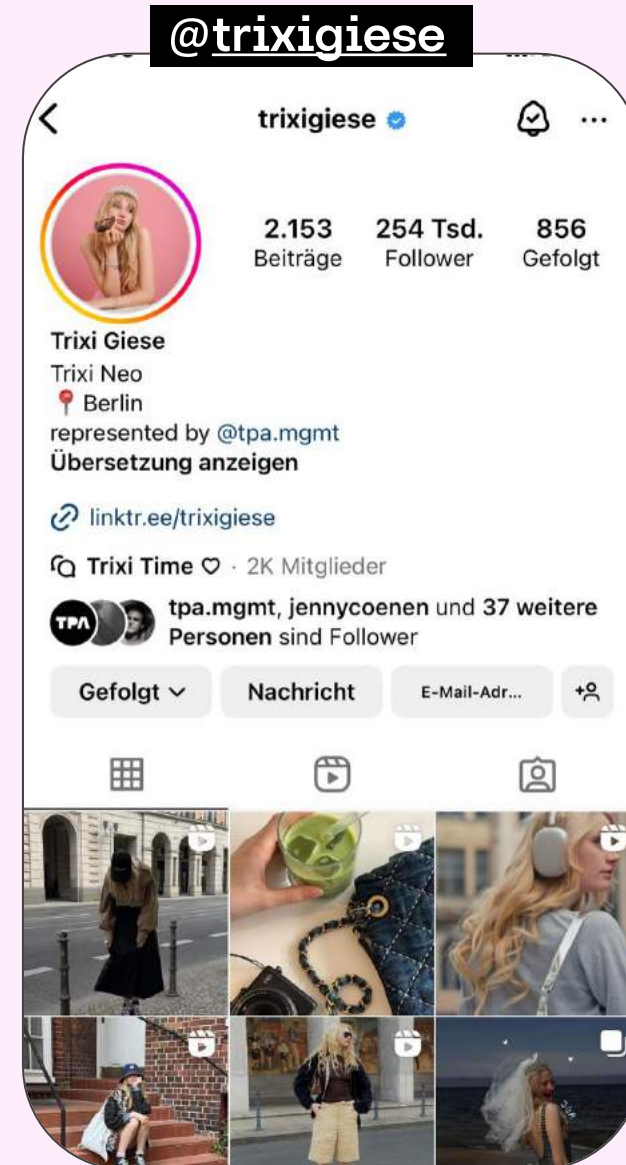 @trixigiese
trixigiese
2.153 254 Tsd. 856
Beiträge Follower Gefolgt
Trixi Giese
Trixi Neo
📍 Berlin
represented by @tpa.mgmt
Übersetzung anzeigen
linktr.ee/trixigiese
Trixi Time ♡ · 2K Mitglieder
TPA
tpa.mgmt, jennycoenen und 37 weitere
Personen sind Follower
Gefolgt Nachricht E-Mail-Adr...